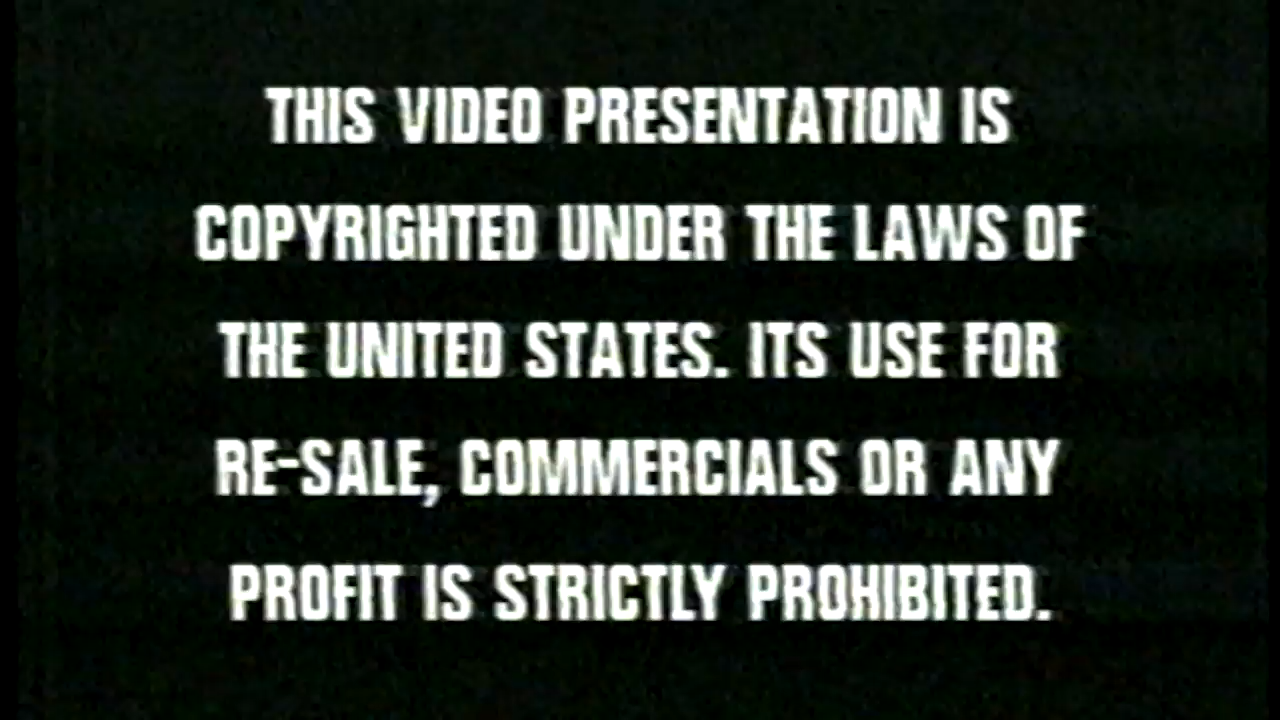 THIS VIDEO PRESENTATION IS
COPYRIGHTED UNDER THE LAWS OF
THE UNITED STATES. ITS USE FOR
RE-SALE, COMMERCIALS OR ANY
PROFIT IS STRICTLY PROHIBITED.